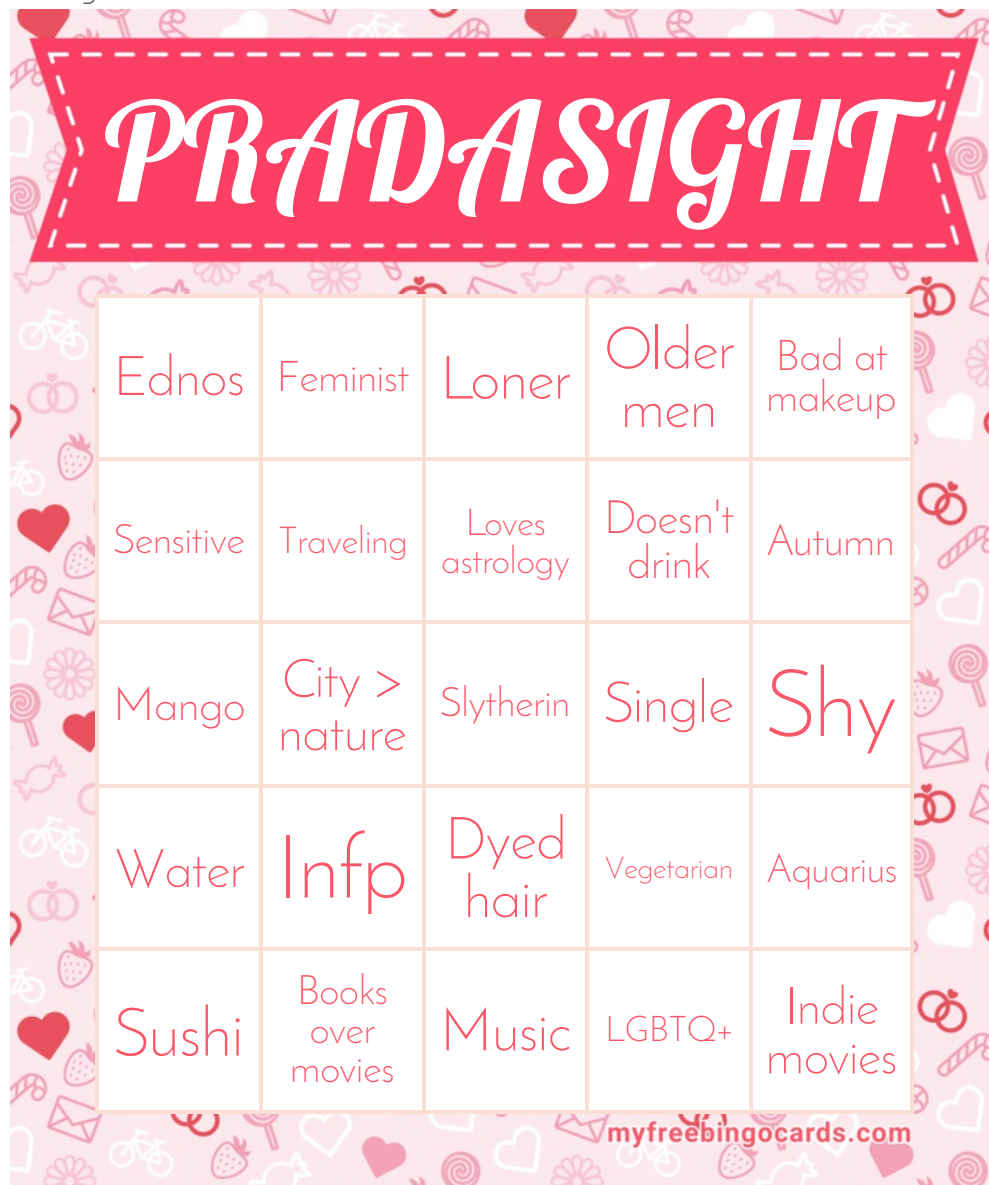 PRADASIGHT
Ednos
Feminist
Loner
Older
men
Bad at
makeup
Sensitive
Traveling
Loves
astrology
Doesn't
drink
Autumn
Mango
City >
nature
Slytherin
Single
Shy
Water
Infp
Dyed
hair
Vegetarian
Aquarius
Sushi
Books
over
movies
Music
LGBTQ+
Indie
movies
myfreebingocards.com